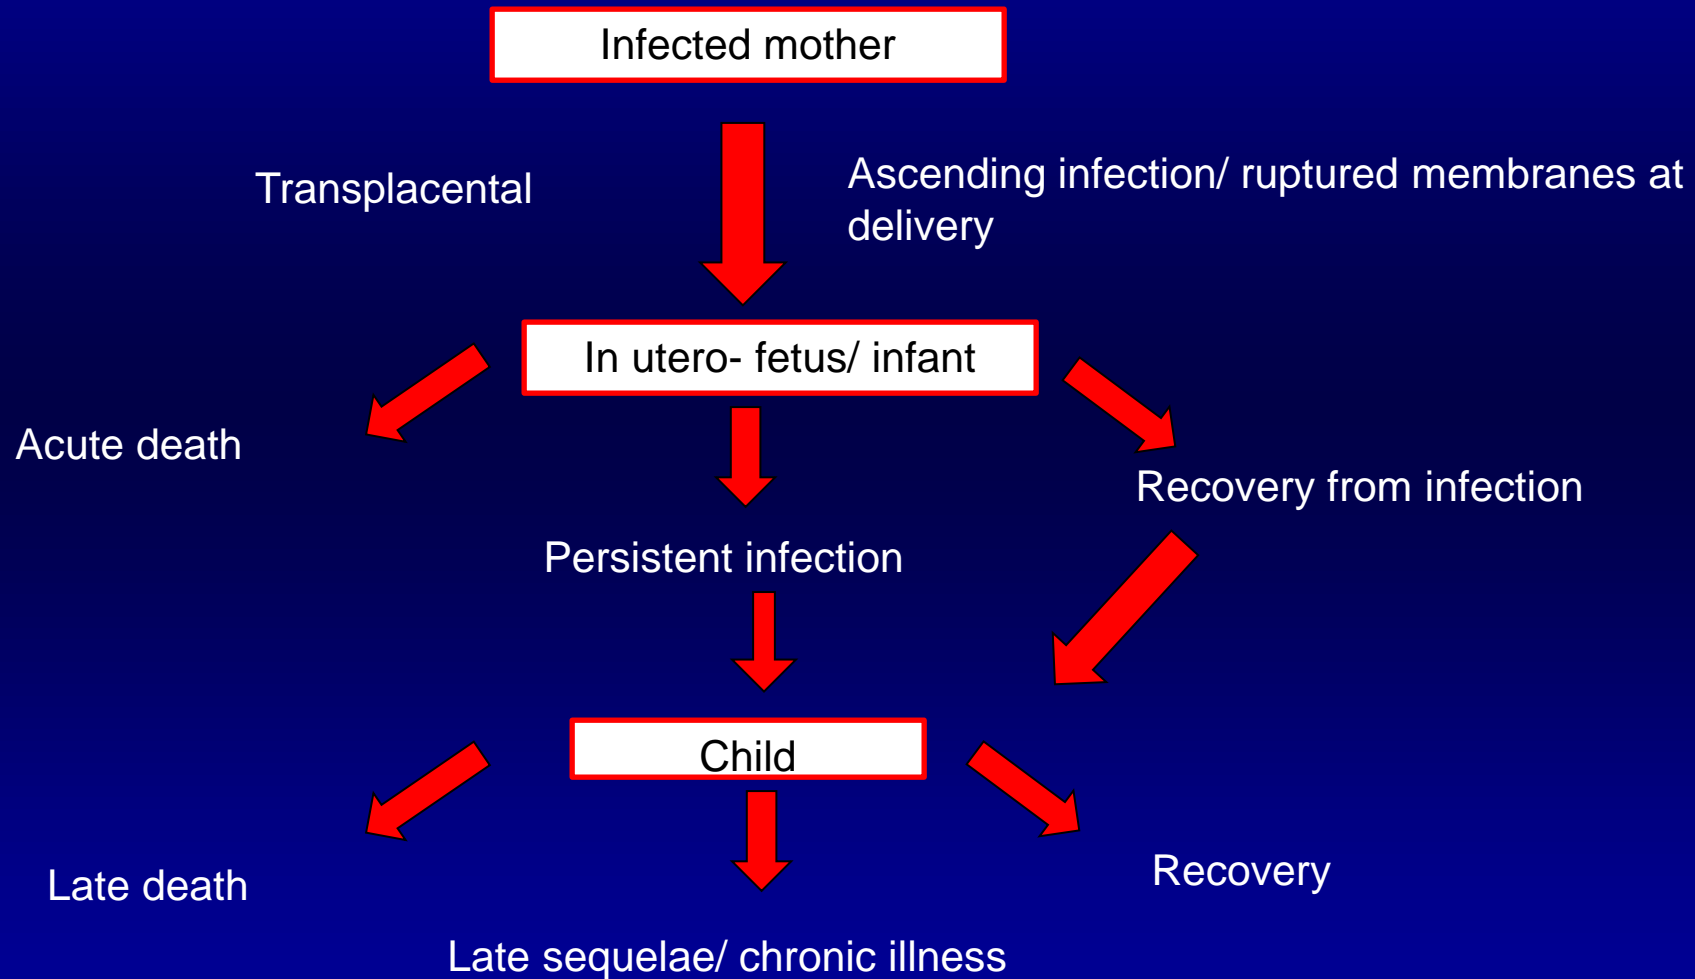 Infected mother
Transplacental
Ascending infection/ ruptured membranes at
delivery
In utero- fetus/ infant
Acute death
Recovery from infection
Persistent infection
Child
Late death
Recovery
Late sequelae/ chronic illness